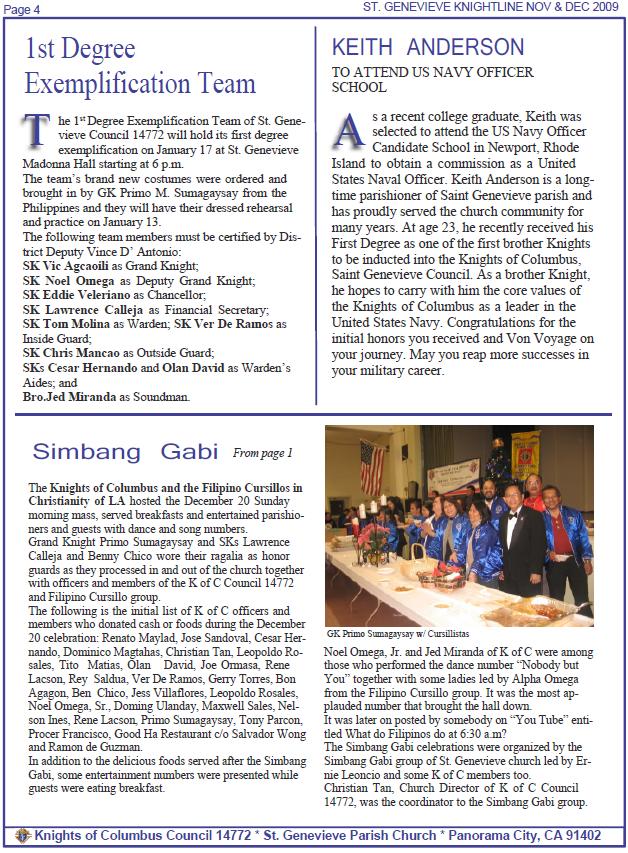 Page 4
ST. GENEVIEVE KNIGHTLINE NOV & DEC 2009
1st Degree
Exemplification Team
The 1st Degree Exemplification Team of St. Gene-
vieve Council 14772 will hold its first degree
exemplification on January 17 at St. Genevieve
Madonna Hall starting at 6 p.m.
The team's brand new costumes were ordered and
brought in by GK Primo M. Sumagaysay from the
Philippines and they will have their dressed rehearsal
and practice on January 13.
The following team members must be certified by Dis-
trict Deputy Vince D' Antonio:
SK Vic Agcaoili as Grand Knight;
SK Noel Omega as Deputy Grand Knight;
SK Eddie Veleriano as Chancellor;
SK Lawrence Calleja as Financial Secretary;
SK Tom Molina as Warden; SK Ver De Ramos as
Inside Guard;
SK Chris Mancao as Outside Guard;
SKs Cesar Hernando and Olan David as Warden's
Aides; and
Bro.Jed Miranda as Soundman.
KEITH ANDERSON
TO ATTEND US NAVY OFFICER
SCHOOL
As a recent college graduate, Keith was
selected to attend the US Navy Officer
Candidate School in Newport, Rhode
Island to obtain a commission as a United
States Naval Officer. Keith Anderson is a long-
time parishioner of Saint Genevieve parish and
has proudly served the church community for
many years. At age 23, he recently received his
First Degree as one of the first brother Knights
to be inducted into the Knights of Columbus,
Saint Genevieve Council. As a brother Knight,
he hopes to carry with him the core values of
the Knights of Columbus as a leader in the
United States Navy. Congratulations for the
initial honors you received and Von Voyage on
your journey. May you reap more successes in
your military career.
Simbang Gabi From page 1
The Knights of Columbus and the Filipino Cursillos in
Christianity of LA hosted the December 20 Sunday
morning mass, served breakfasts and entertained parishio-
ners and guests with dance and song numbers.
Grand Knight Primo Sumagaysay and SKs Lawrence
Calleja and Benny Chico wore their ragalia as honor
guards as they processed in and out of the church together
with officers and members of the K of C Council 14772
and Filipino Cursillo group.
The following is the initial list of K of C officers and
members who donated cash or foods during the December
20 celebration: Renato Maylad, Jose Sandoval, Cesar Her-
nando, Dominico Magtahas, Christian Tan, Leopoldo Ro-
sales, Tito Matias, Olan David, Joe Ormasa, Rene
Lacson, Rey Saldua, Ver De Ramos, Gerry Torres, Bon
Agagon, Ben Chico, Jess Villaflores, Leopoldo Rosales,
Noel Omega, Sr., Doming Ulanday, Maxwell Sales, Nel-
son Ines, Rene Lacson, Primo Sumagaysay, Tony Parcon,
Procer Francisco, Good Ha Restaurant c/o Salvador Wong
and Ramon de Guzman.
In addition to the delicious foods served after the Simbang
Gabi, some entertainment numbers were presented while
guests were eating breakfast.
GK Primo Sumagaysay w/ Cursillistas
Noel Omega, Jr. and Jed Miranda of K of C were among
those who performed the dance number "Nobody but
You" together with some ladies led by Alpha Omega
from the Filipino Cursillo group. It was the most ap-
plauded number that brought the hall down.
It was later on posted by somebody on "You Tube" enti-
tled What do Filipinos do at 6:30 a.m?
The Simbang Gabi celebrations were organized by the
Simbang Gabi group of St. Genevieve church led by Er-
nie Leoncio and some K of C members too.
Christian Tan, Church Director of K of C Council
14772, was the coordinator to the Simbang Gabi group.
Knights of Columbus Council 14772 * St. Genevieve Parish Church * Panorama City, CA 91402